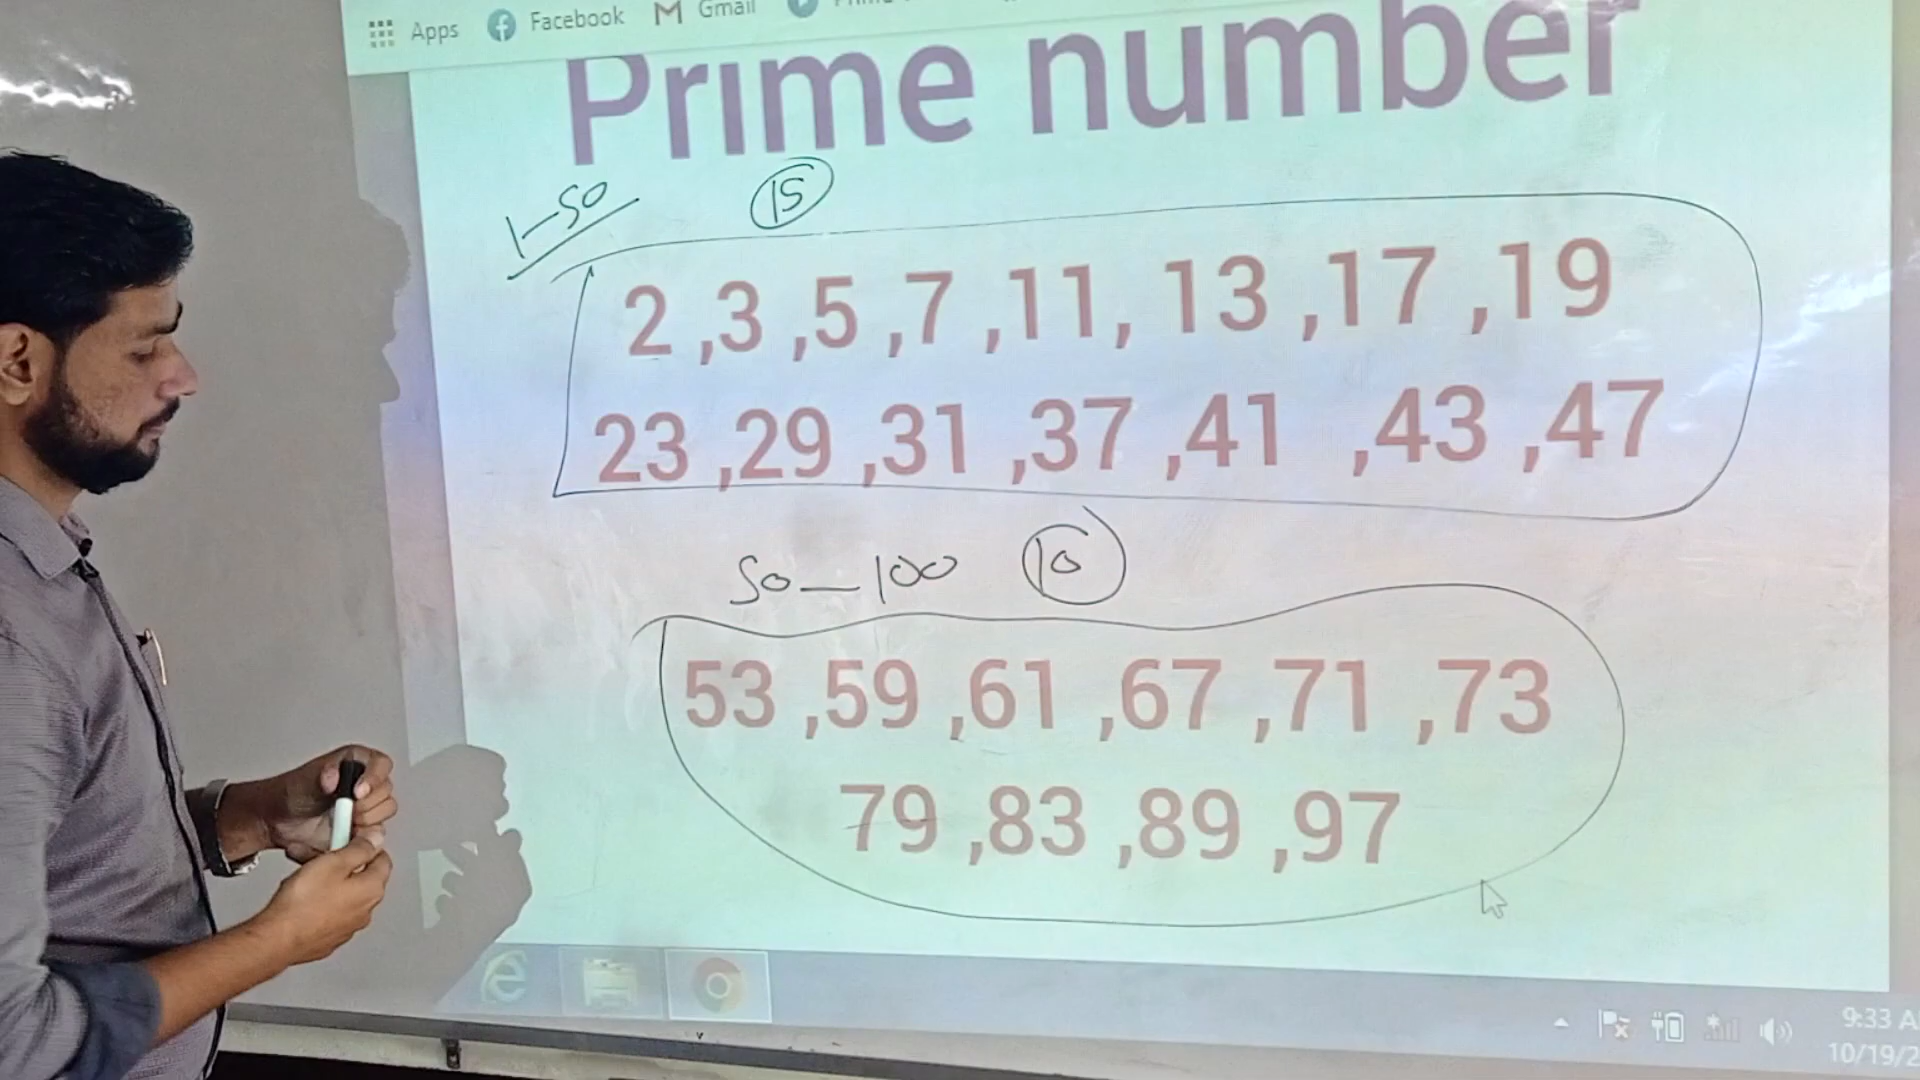 Apps Facebook Gmail
Prime number
1-50 15
2 ,3 ,5 ,7 ,11, 13 ,17 ,19
23 ,29 ,31 ,37 ,41 ,43 ,47
50-100 10
53 ,59 ,61 ,67 ,71 ,73
79 ,83 ,89 ,97
9:33 A
10/19/2